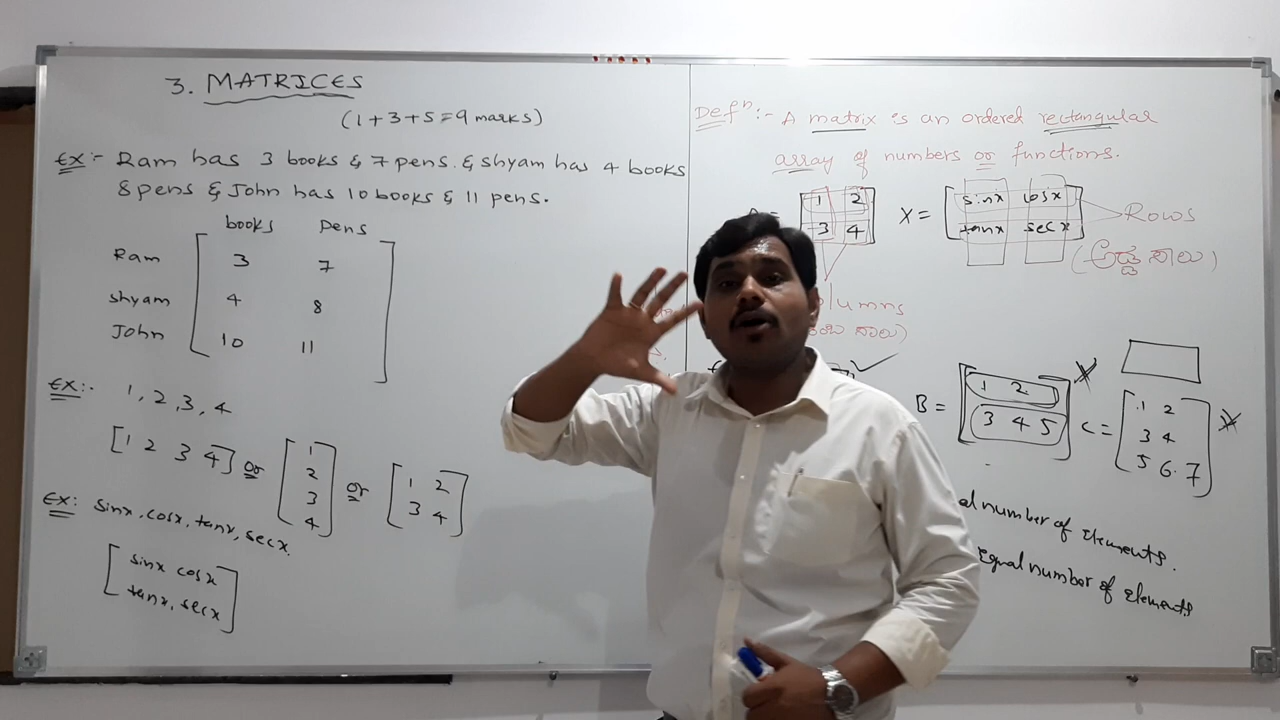 3. MATRICES
(1+3+5=9 marks)
Ex:- Ram has 3 books & 7 pens. & shyam has 4 books
8 pens & John has 10 books & 11 pens.
books pens
Ram 3 7
shyam 4 8
John 10 11
Ex:- 1, 2, 3, 4
[1 2 3 4] or [1 2 3 4] or [1 2
3 4]
Ex: sinx, cosx, tanx, secx.
[sinx cosx
tanx, secx]
Defⁿ:- A matrix is an ordered rectangular
array of numbers or functions.
A = [1 2
3 4]
X = [sinx cosx
tanx secx]
Rows
(ಅಡ್ಡ ಸಾಲು)
lumns
ಸಾಲು)
B = [1 2
3 4 5]
C = [1 2
3 4
5 6 7]
al number of elements.
Equal number of elements